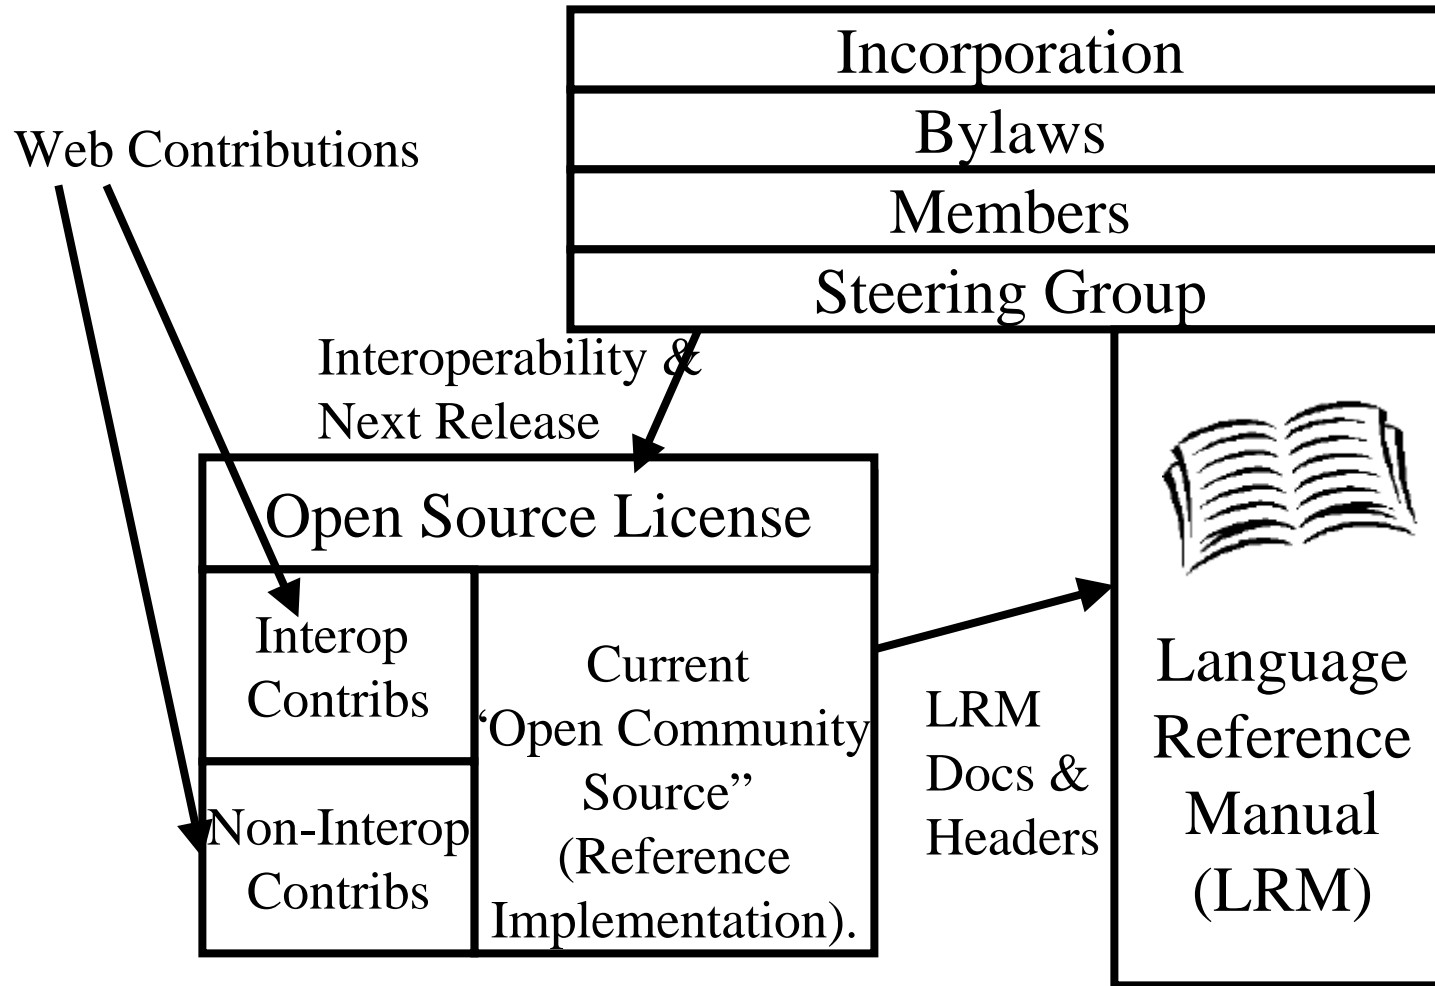 Incorporation
Bylaws
Web Contributions
Members
Steering Group
Interoperability &
Next Release
Open Source License
Interop
Contribs
Non-Interop
Contribs
Current
‘Open Community
Source”
(Reference
Implementation).
LRM
Docs &
Headers
Language
Reference
Manual
(LRM)